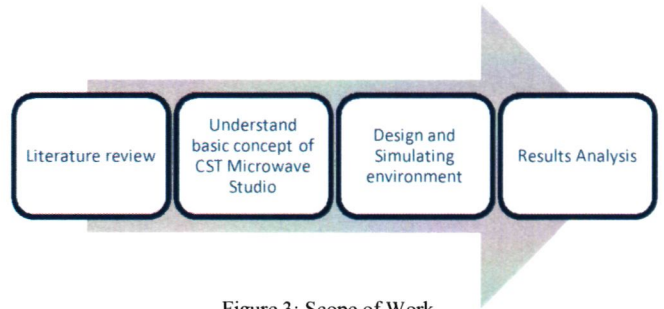 Literature review
Understand
basic concept of
CST Microwave
Studio
Design and
Simulating
environment
Results Analysis
Figure 3: Scope of Work